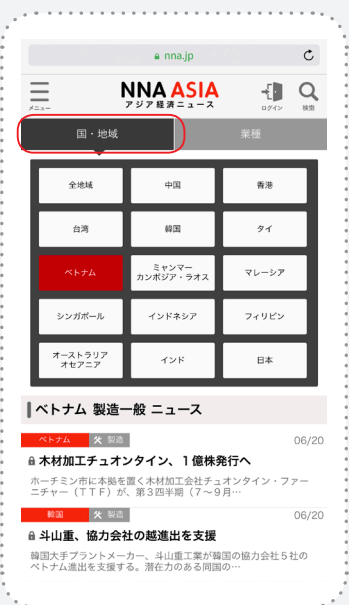 nna.jp
NNA ASIA
アジア経済ニュース
メニュー
ログイン
検索
国・地域
業種
全地域
中国
香港
台湾
韓国
タイ
ベトナム
ミャンマー
カンボジア・ラオス
マレーシア
シンガポール
インドネシア
フィリピン
オーストラリア
オセアニア
インド
日本
ベトナム 製造一般 ニュース
ベトナム 製造 06/20
木材加工チュオンタイン、１億株発行へ
ホーチミン市に本拠を置く木材加工会社チュオンタイン・ファー
ニチャー（ＴＴＦ）が、第３四半期（７〜９月…
韓国 製造 06/20
斗山重、協力会社の越進出を支援
韓国大手プラントメーカー、斗山重工業が韓国の協力会社５社の
ベトナム進出を支援する。潜在力のある同国の…